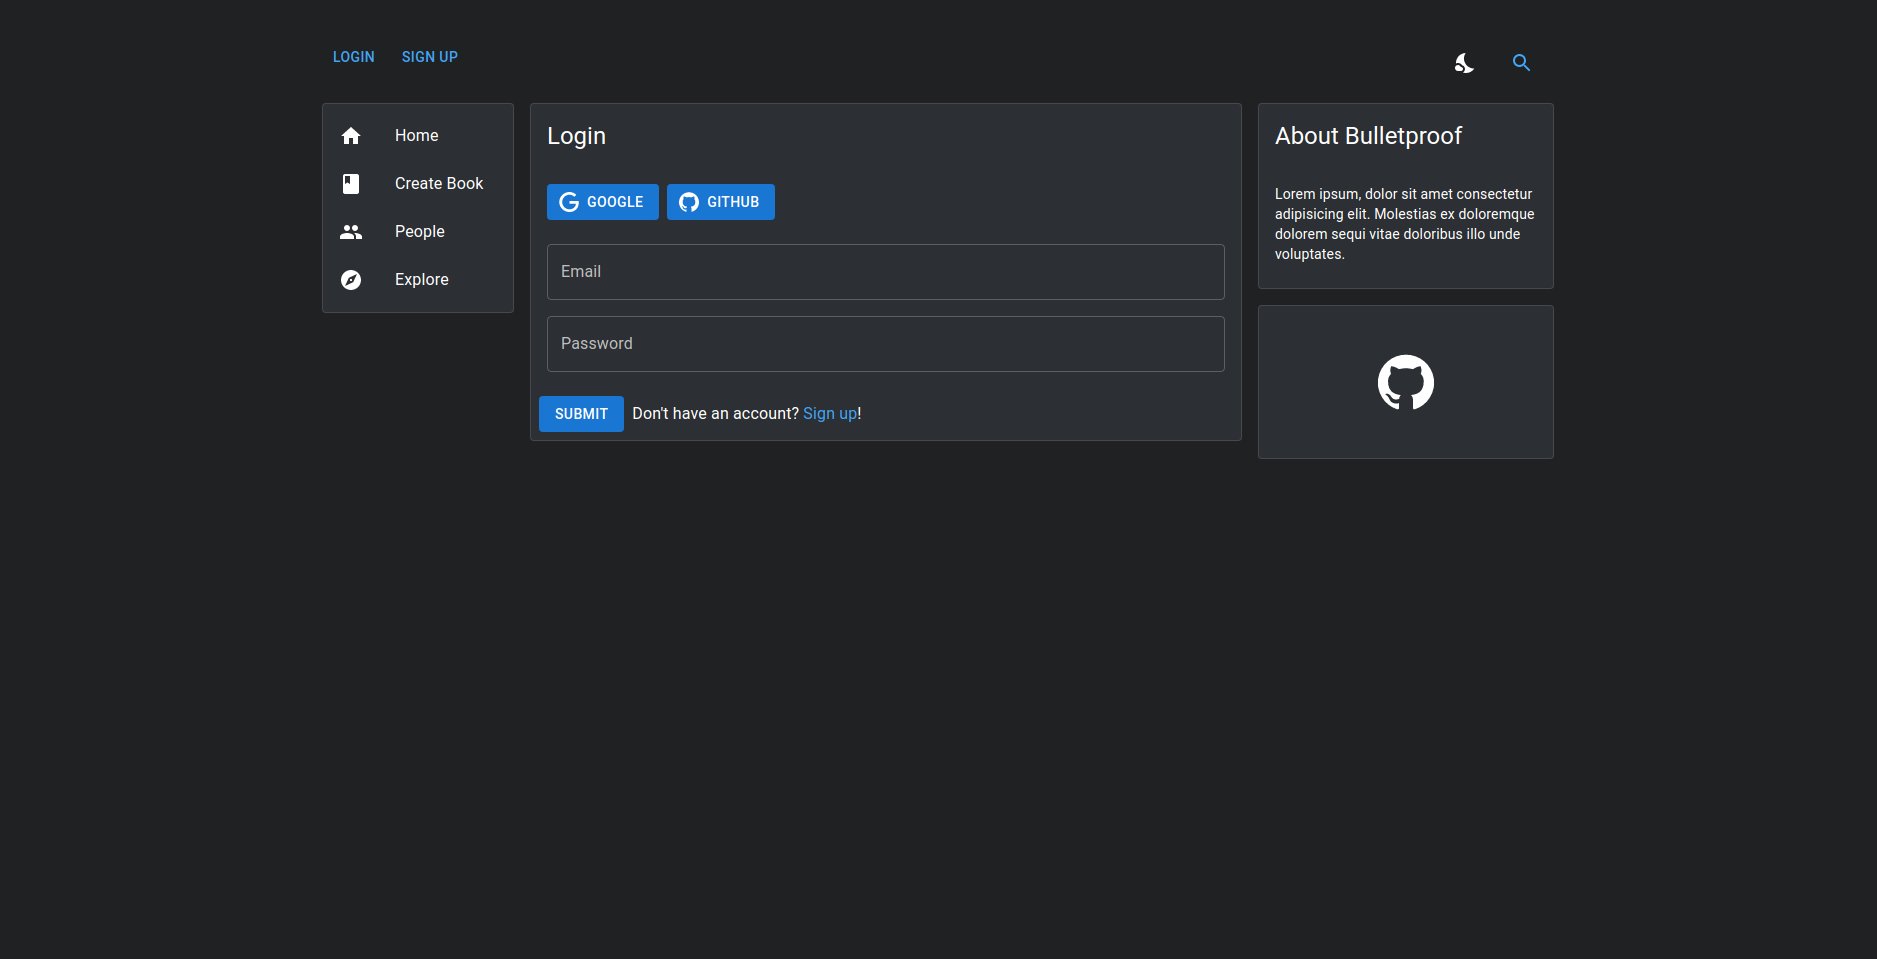 LOGIN SIGN UP
Home
Create Book
People
Explore
Login
GOOGLE GITHUB
Email
Password
SUBMIT Don't have an account? Sign up!
About Bulletproof
Lorem ipsum, dolor sit amet consectetur
adipisicing elit. Molestias ex doloremque
dolorem sequi vitae doloribus illo unde
voluptates.